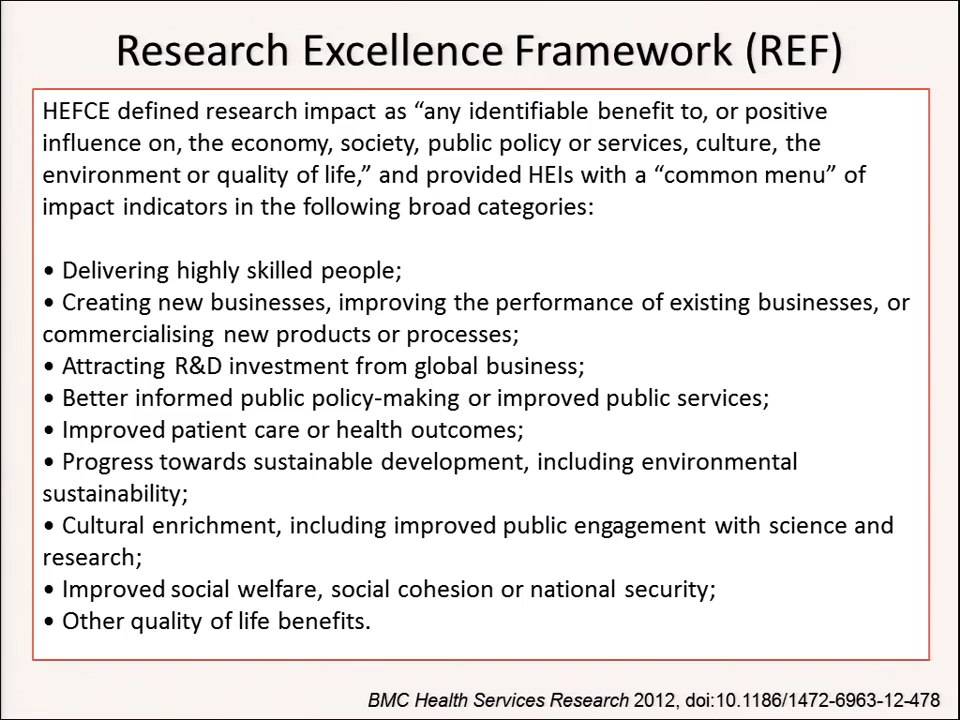 Research Excellence Framework (REF)
HEFCE defined research impact as “any identifiable benefit to, or positive
influence on, the economy, society, public policy or services, culture, the
environment or quality of life,” and provided HEIs with a “common menu” of
impact indicators in the following broad categories:
• Delivering highly skilled people;
• Creating new businesses, improving the performance of existing businesses, or
commercialising new products or processes;
• Attracting R&D investment from global business;
• Better informed public policy-making or improved public services;
• Improved patient care or health outcomes;
• Progress towards sustainable development, including environmental
sustainability;
• Cultural enrichment, including improved public engagement with science and
research;
• Improved social welfare, social cohesion or national security;
• Other quality of life benefits.
BMC Health Services Research 2012, doi:10.1186/1472-6963-12-478